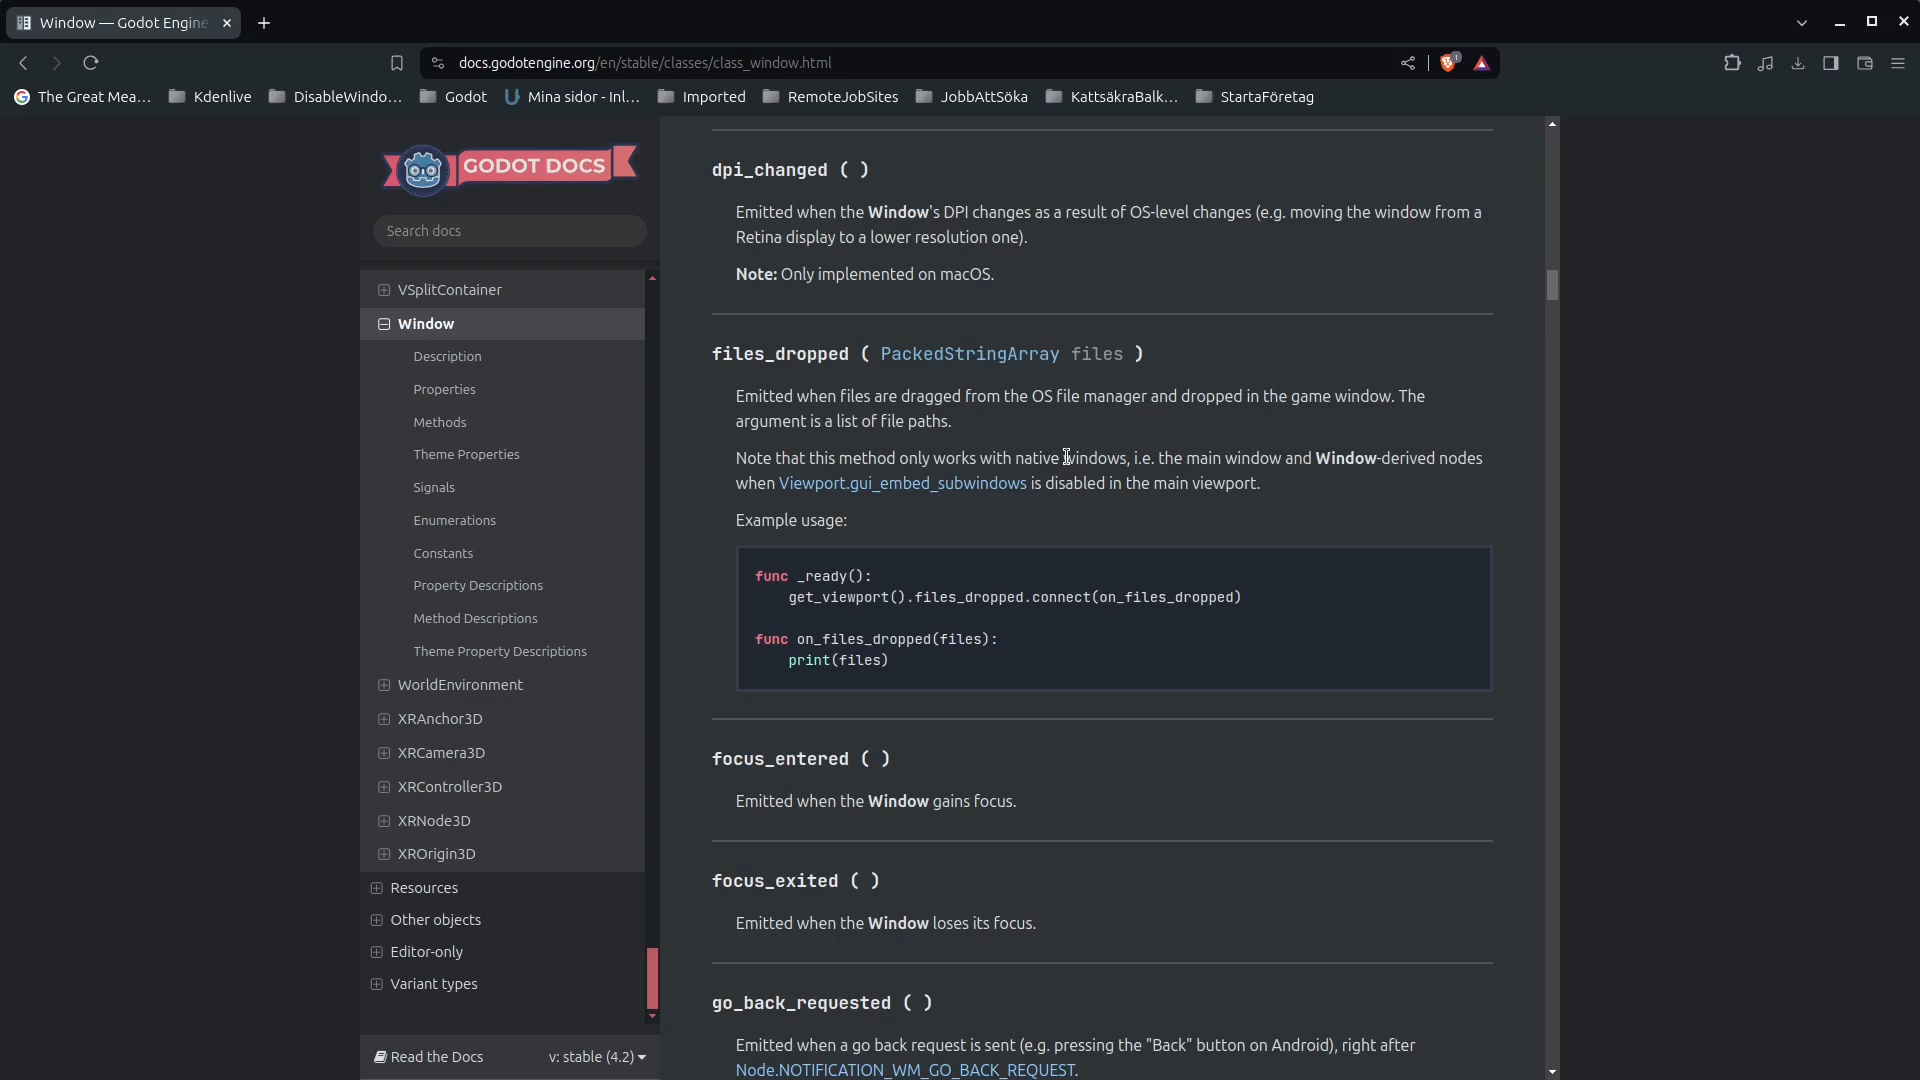 Window — Godot Engine
docs.godotengine.org/en/stable/classes/class_window.html
1
The Great Mea...
Kdenlive
DisableWindo...
Godot
Mina sidor - Inl...
Imported
RemoteJobSites
JobbAttSöka
KattsäkraBalk...
StartaFöretag
GODOT DOCS
Search docs
VSplitContainer
Window
Description
Properties
Methods
Theme Properties
Signals
Enumerations
Constants
Property Descriptions
Method Descriptions
Theme Property Descriptions
WorldEnvironment
XRAnchor3D
XRCamera3D
XRController3D
XRNode3D
XROrigin3D
Resources
Other objects
Editor-only
Variant types
Read the Docs
v: stable (4.2)
dpi_changed ( )
Emitted when the Window's DPI changes as a result of OS-level changes (e.g. moving the window from a
Retina display to a lower resolution one).
Note: Only implemented on macOS.
files_dropped ( PackedStringArray files )
Emitted when files are dragged from the OS file manager and dropped in the game window. The
argument is a list of file paths.
Note that this method only works with native windows, i.e. the main window and Window-derived nodes
when Viewport.gui_embed_subwindows is disabled in the main viewport.
Example usage:
func _ready():
get_viewport().files_dropped.connect(on_files_dropped)
func on_files_dropped(files):
print(files)
focus_entered ( )
Emitted when the Window gains focus.
focus_exited ( )
Emitted when the Window loses its focus.
go_back_requested ( )
Emitted when a go back request is sent (e.g. pressing the "Back" button on Android), right after
Node.NOTIFICATION_WM_GO_BACK_REQUEST.